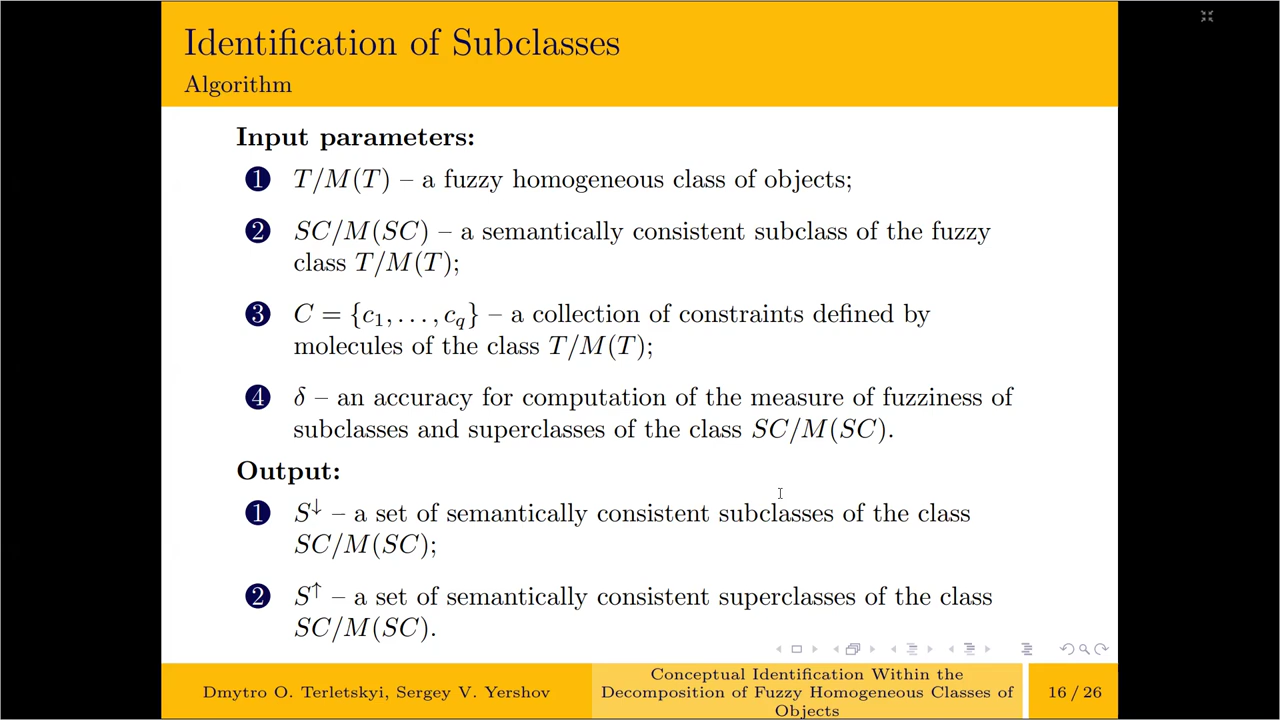 Identification of Subclasses
Algorithm
Input parameters:
1 T/M(T) – a fuzzy homogeneous class of objects;
2 SC/M(SC) – a semantically consistent subclass of the fuzzy
class T/M(T);
3 C = {c₁, . . . , c_q} – a collection of constraints defined by
molecules of the class T/M(T);
4 δ – an accuracy for computation of the measure of fuzziness of
subclasses and superclasses of the class SC/M(SC).
Output:
1 S↓ – a set of semantically consistent subclasses of the class
SC/M(SC);
2 S↑ – a set of semantically consistent superclasses of the class
SC/M(SC).
Dmytro O. Terletskyi, Sergey V. Yershov
Conceptual Identification Within the
Decomposition of Fuzzy Homogeneous Classes of
Objects
16 / 26